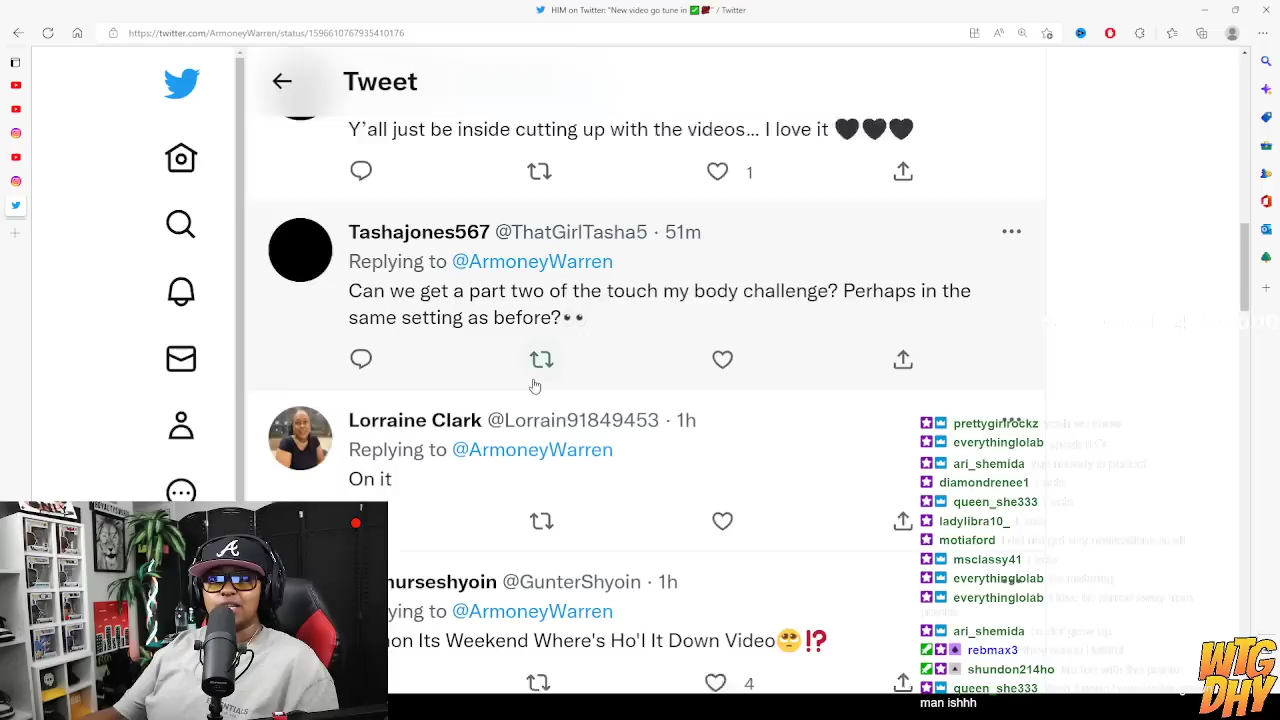 HIM on Twitter: "New video go tune in ✅ " / Twitter
https://twitter.com/ArmoneyWarren/status/1596610767935410176
Tweet
Y'all just be inside cutting up with the videos... I love it 🖤🖤🖤
1
Tashajones567 @ThatGirlTasha5 · 51m
Replying to @ArmoneyWarren
Can we get a part two of the touch my body challenge? Perhaps in the
same setting as before?👀
Lorraine Clark @Lorrain91849453 · 1h
Replying to @ArmoneyWarren
On it
nurseshyoin @GunterShyoin · 1h
ying to @ArmoneyWarren
on Its Weekend Where's Ho'l It Down Video🥺⁉️
4
prettygirlrockz
everythinglolab
ari_shemida
diamondrenee1
queen_she333
ladylibra10_
motiaford
msclassy41
everythinglolab
everythinglolab
ari_shemida
rebmax3
shundon214ho
queen_she333
man ishhh
WTG
DHY
ESSENTIALS
A